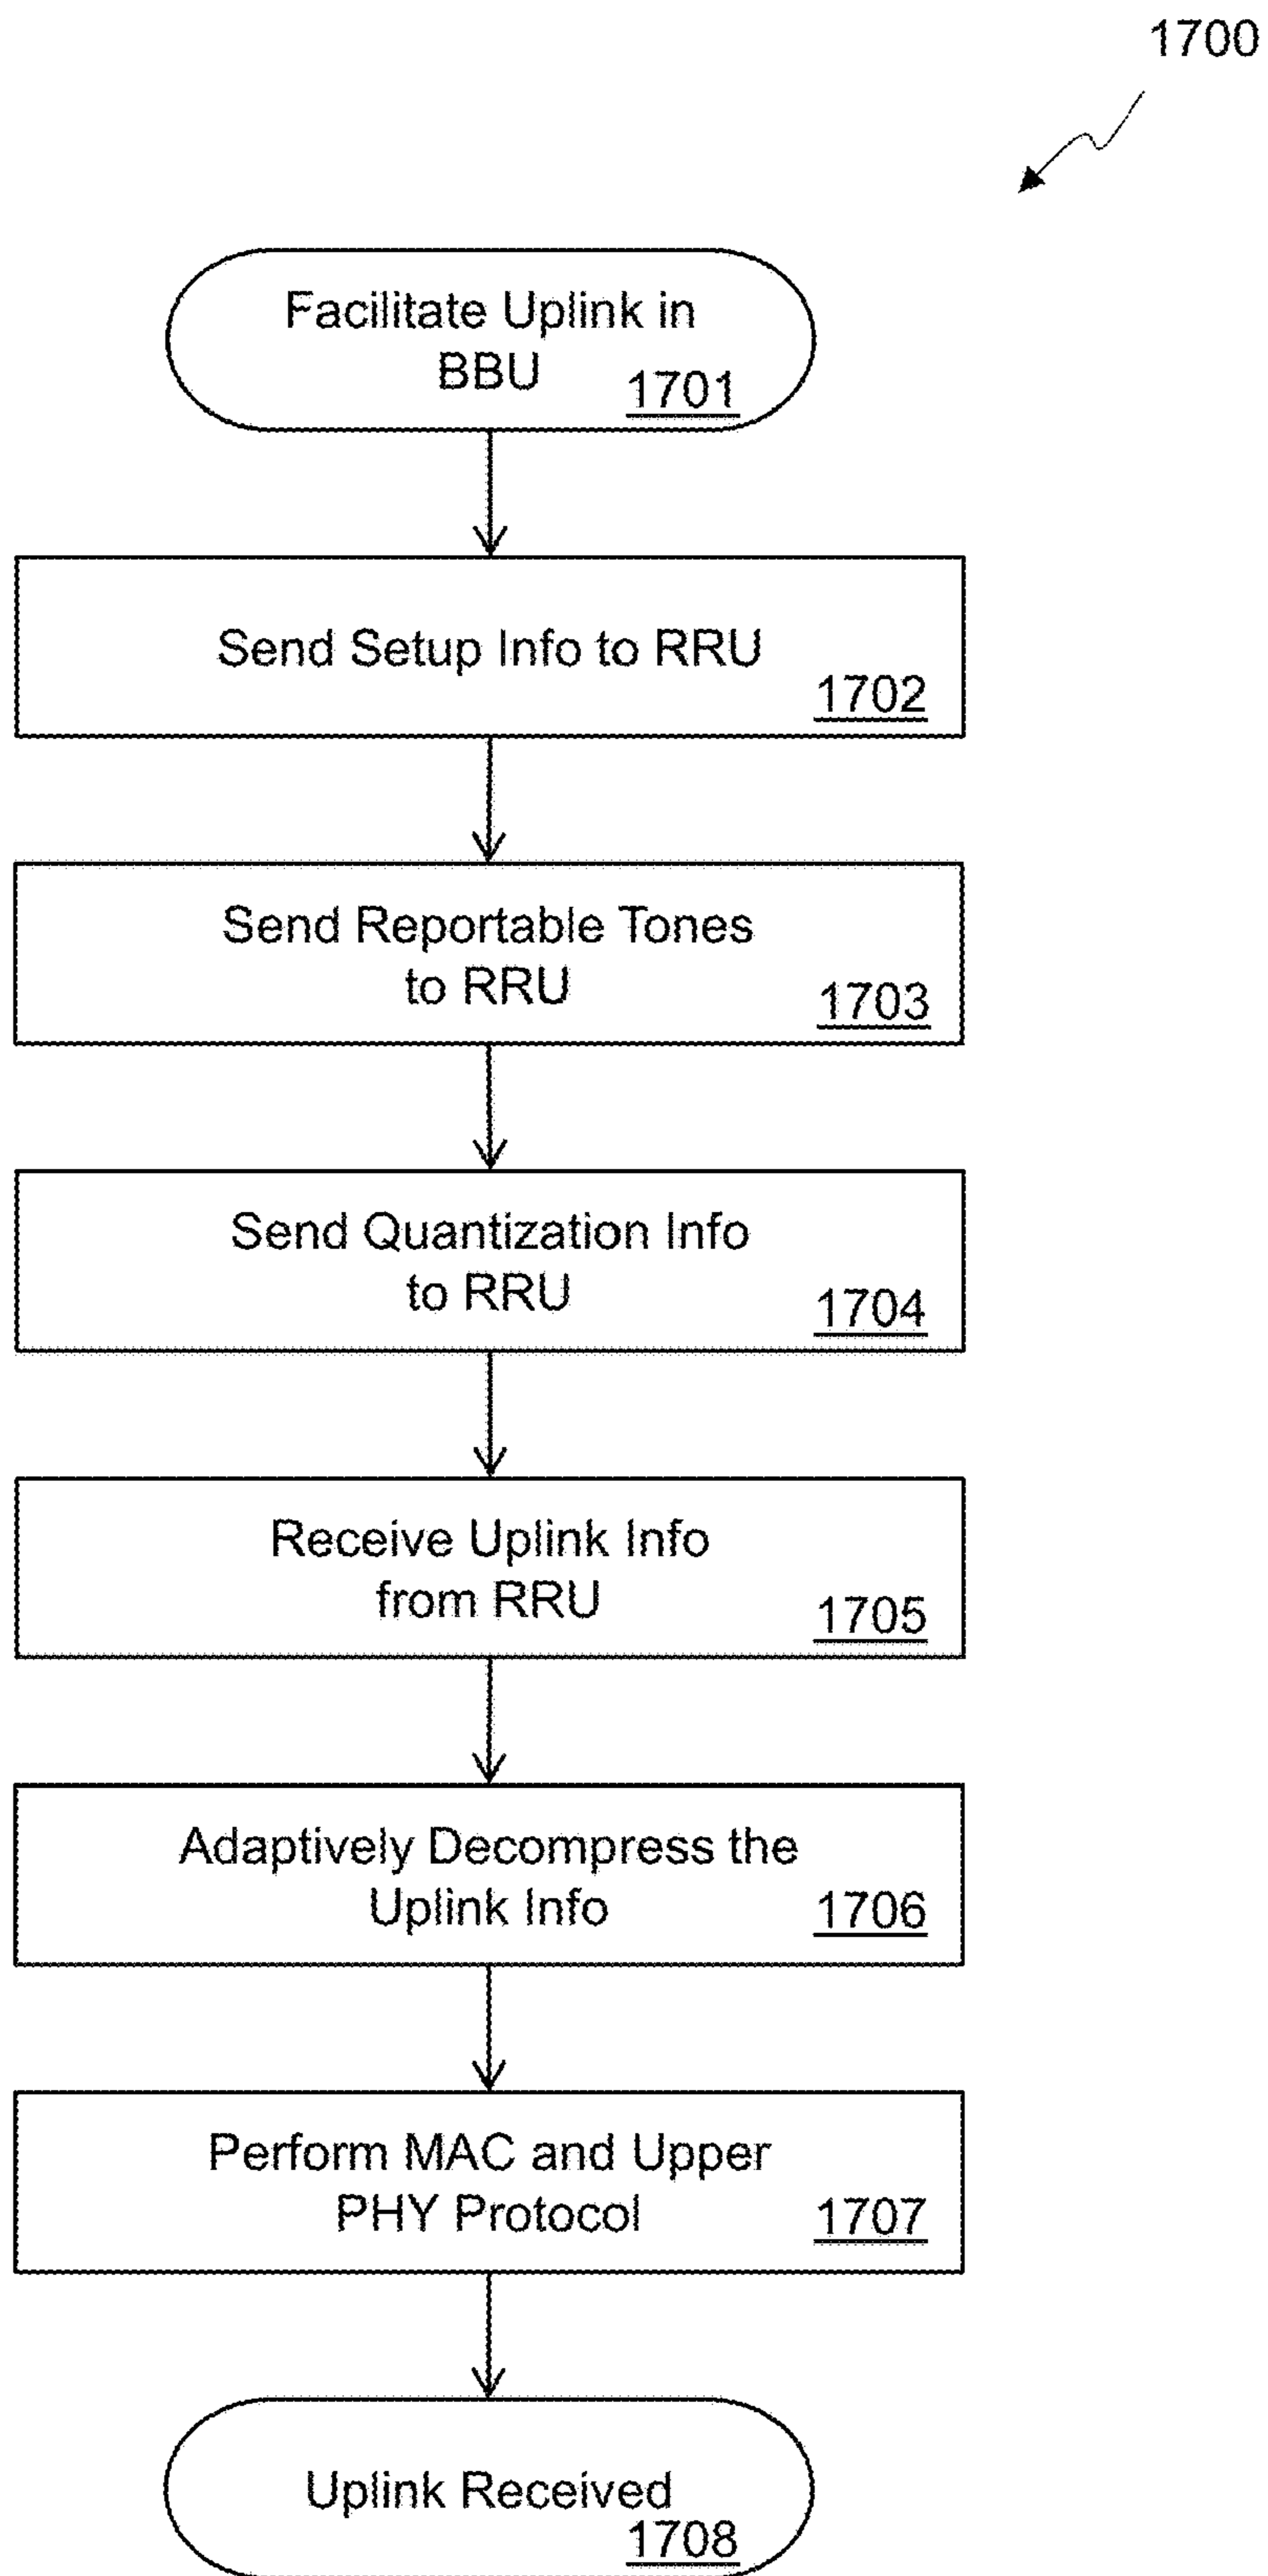 1700
Facilitate Uplink in
BBU
1701
Send Setup Info to RRU
1702
Send Reportable Tones
to RRU
1703
Send Quantization Info
to RRU
1704
Receive Uplink Info
from RRU
1705
Adaptively Decompress the
Uplink Info
1706
Perform MAC and Upper
PHY Protocol
1707
Uplink Received
1708